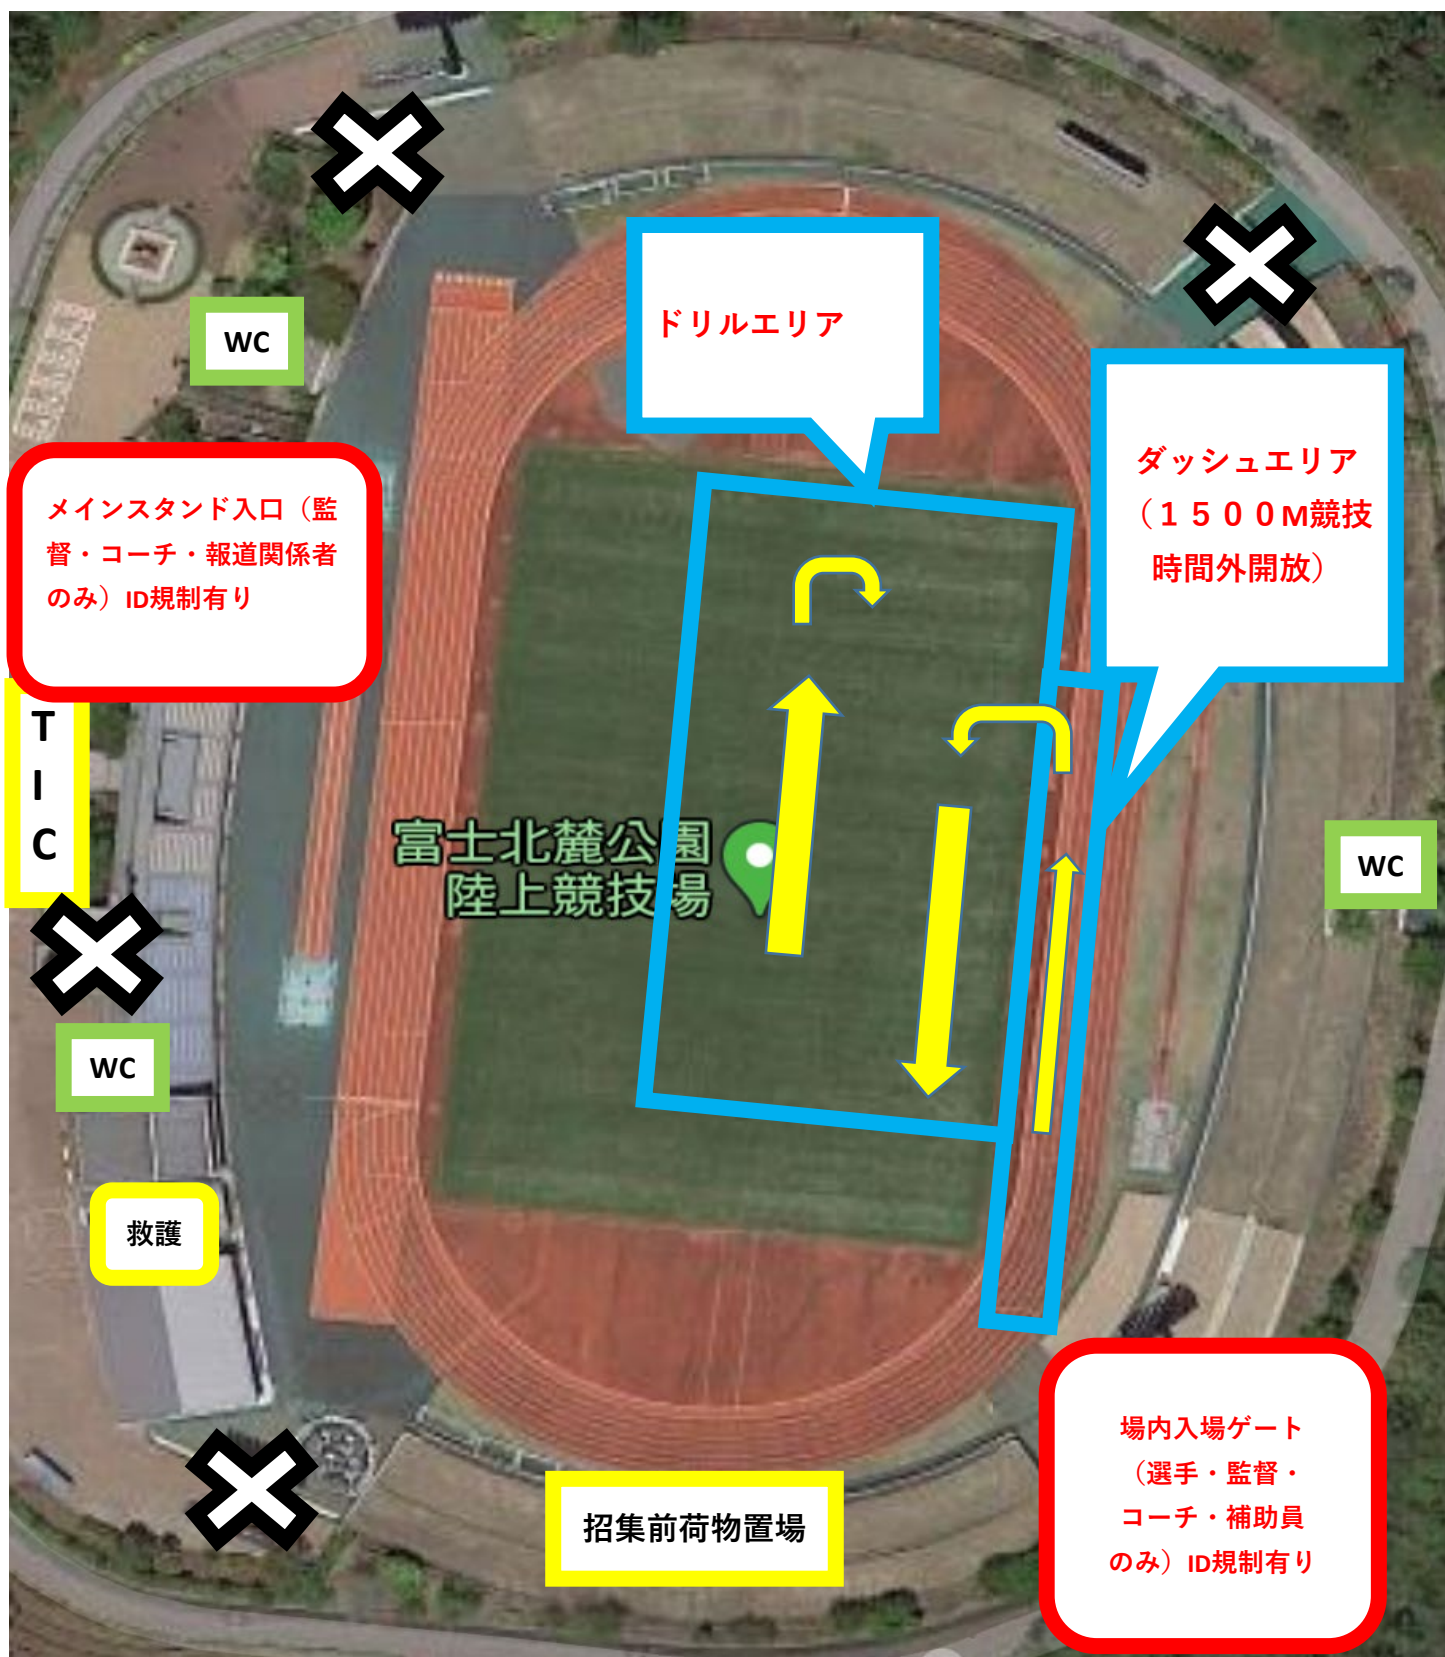 ドリルエリア
WC
ダッシュエリア
（１５００M競技
時間外開放）
メインスタンド入口（監
督・コーチ・報道関係者
のみ）ID規制有り
T
I
C
富士北麓公園
陸上競技場
WC
WC
救護
場内入場ゲート
（選手・監督・
コーチ・補助員
のみ）ID規制有り
招集前荷物置場